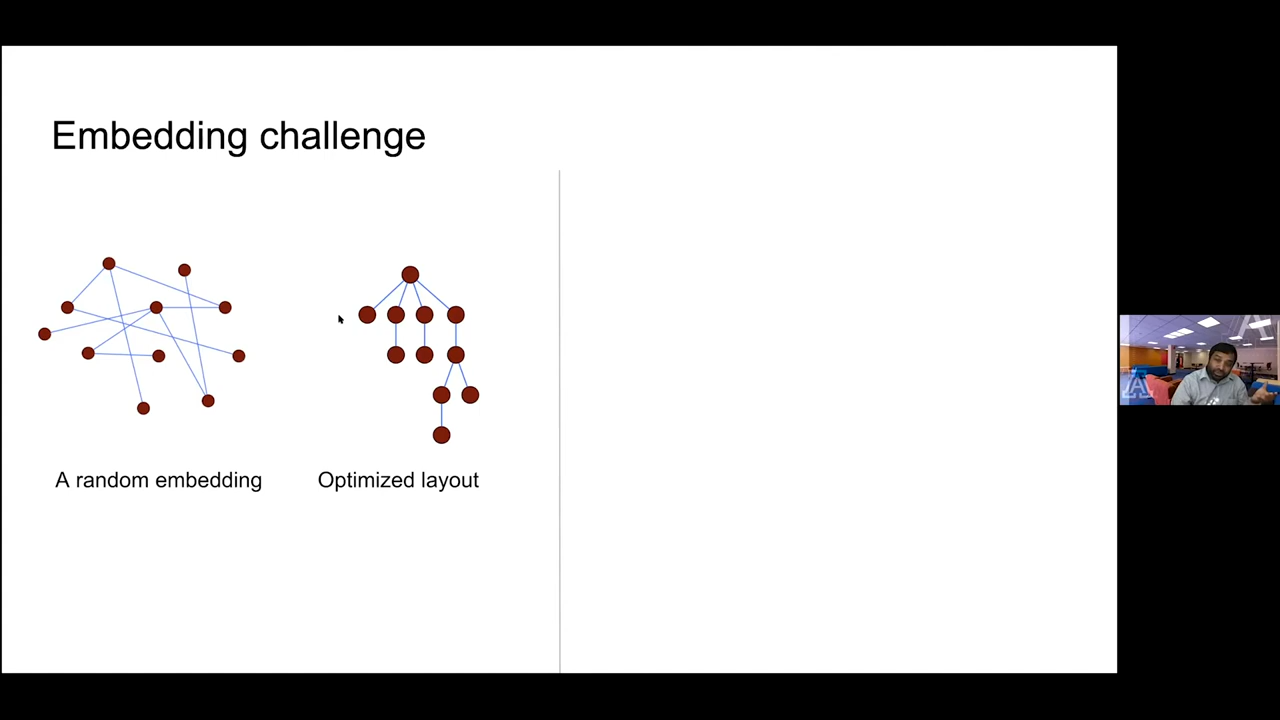 Embedding challenge
A random embedding
Optimized layout
A
A